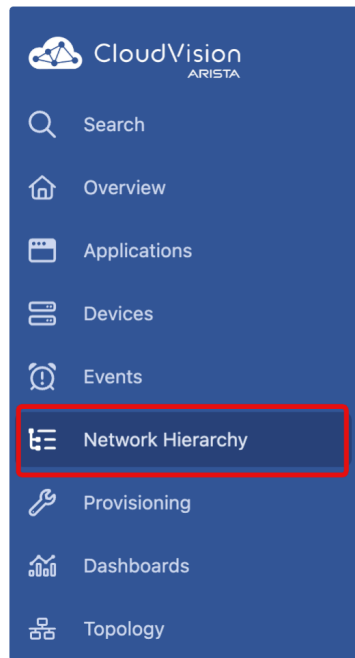 CloudVision
ARISTA
Search
Overview
Applications
Devices
Events
Network Hierarchy
Provisioning
Dashboards
Topology